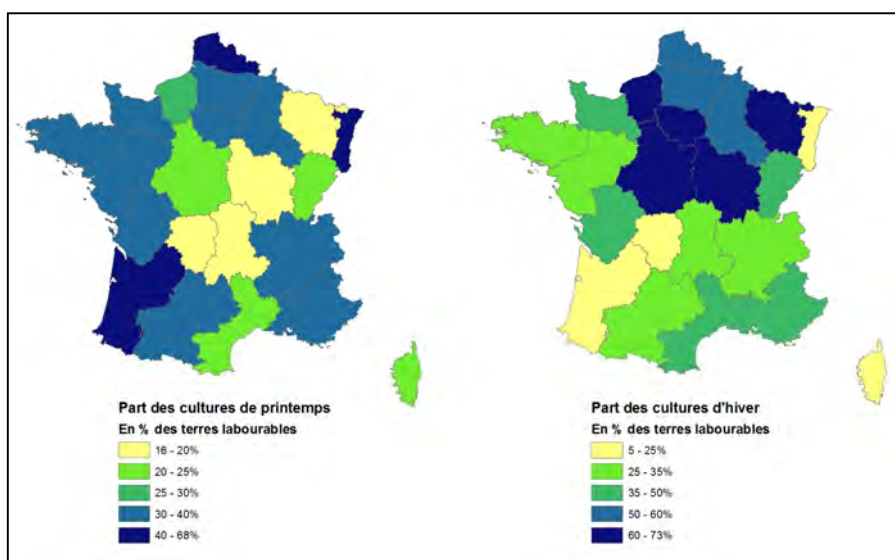 Part des cultures de printemps
En % des terres labourables
16 - 20%
20 - 25%
25 - 30%
30 - 40%
40 - 68%
Part des cultures d'hiver
En % des terres labourables
5 - 25%
25 - 35%
35 - 50%
50 - 60%
60 - 73%